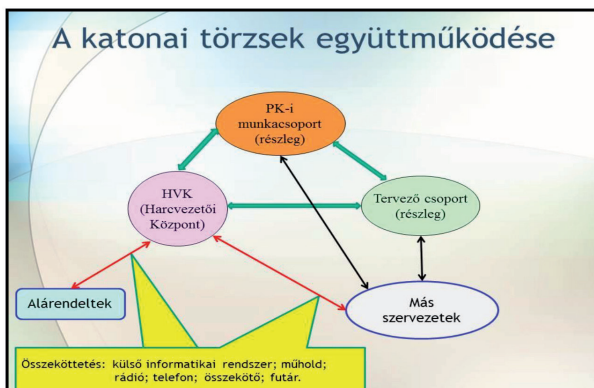 A katonai törzsek együttműködése
PK-i
munkacsoport
(részleg)
HVK
(Harcvezetői
Központ)
Tervező csoport
(részleg)
Alárendeltek
Más
szervezetek
Összeköttetés: külső informatikai rendszer; műhold;
rádió; telefon; összekötő; futár.